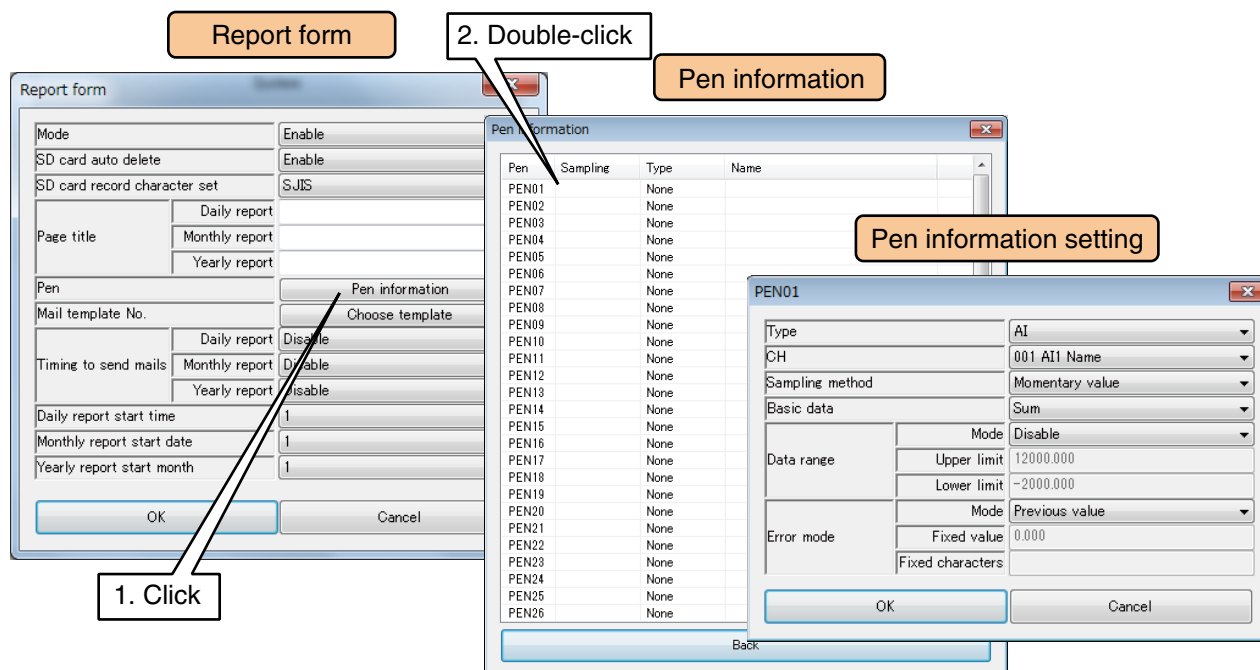 Report form
2. Double-click
Pen information
Report form
Mode Enable
SD card auto delete Enable
SD card record character set SJIS
Page title
Daily report
Monthly report
Yearly report
Pen Pen information
Mail template No. Choose template
Timing to send mails
Daily report Disable
Monthly report Disable
Yearly report Disable
Daily report start time 1
Monthly report start date 1
Yearly report start month 1
OK Cancel
1. Click
Pen information
Pen Sampling Type Name
PEN01 None
PEN02 None
PEN03 None
PEN04 None
PEN05 None
PEN06 None
PEN07 None
PEN08 None
PEN09 None
PEN10 None
PEN11 None
PEN12 None
PEN13 None
PEN14 None
PEN15 None
PEN16 None
PEN17 None
PEN18 None
PEN19 None
PEN20 None
PEN21 None
PEN22 None
PEN23 None
PEN24 None
PEN25 None
PEN26 None
Back
Pen information setting
PEN01
Type AI
CH 001 AI1 Name
Sampling method Momentary value
Basic data Sum
Data range
Mode Disable
Upper limit 12000.000
Lower limit -2000.000
Error mode
Mode Previous value
Fixed value 0.000
Fixed characters
OK Cancel